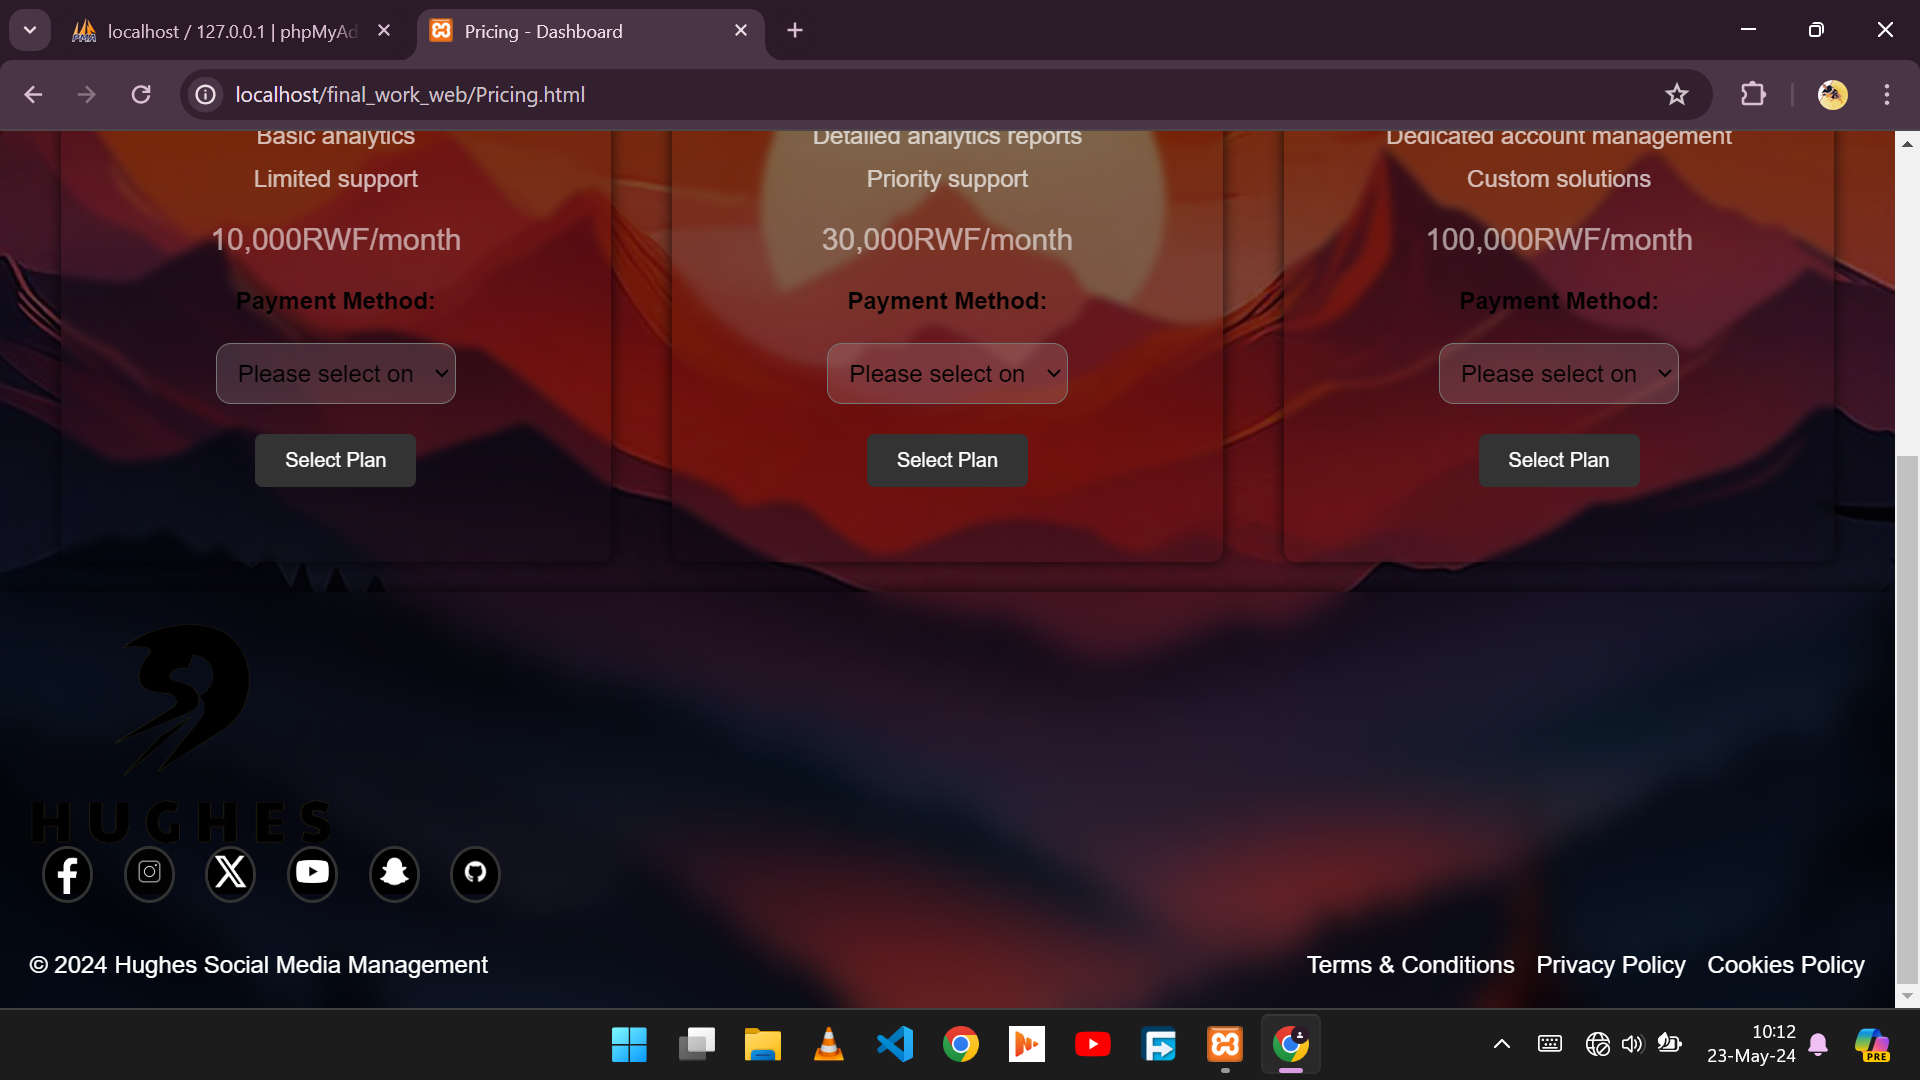 localhost / 127.0.0.1 | phpMyAd
Pricing - Dashboard
localhost/final_work_web/Pricing.html
Basic analytics
Limited support
10,000RWF/month
Payment Method:
Please select on
Select Plan
Detailed analytics reports
Priority support
30,000RWF/month
Payment Method:
Please select on
Select Plan
Dedicated account management
Custom solutions
100,000RWF/month
Payment Method:
Please select on
Select Plan
HUGHES
© 2024 Hughes Social Media Management
Terms & Conditions Privacy Policy Cookies Policy
10:12
23-May-24
PRE